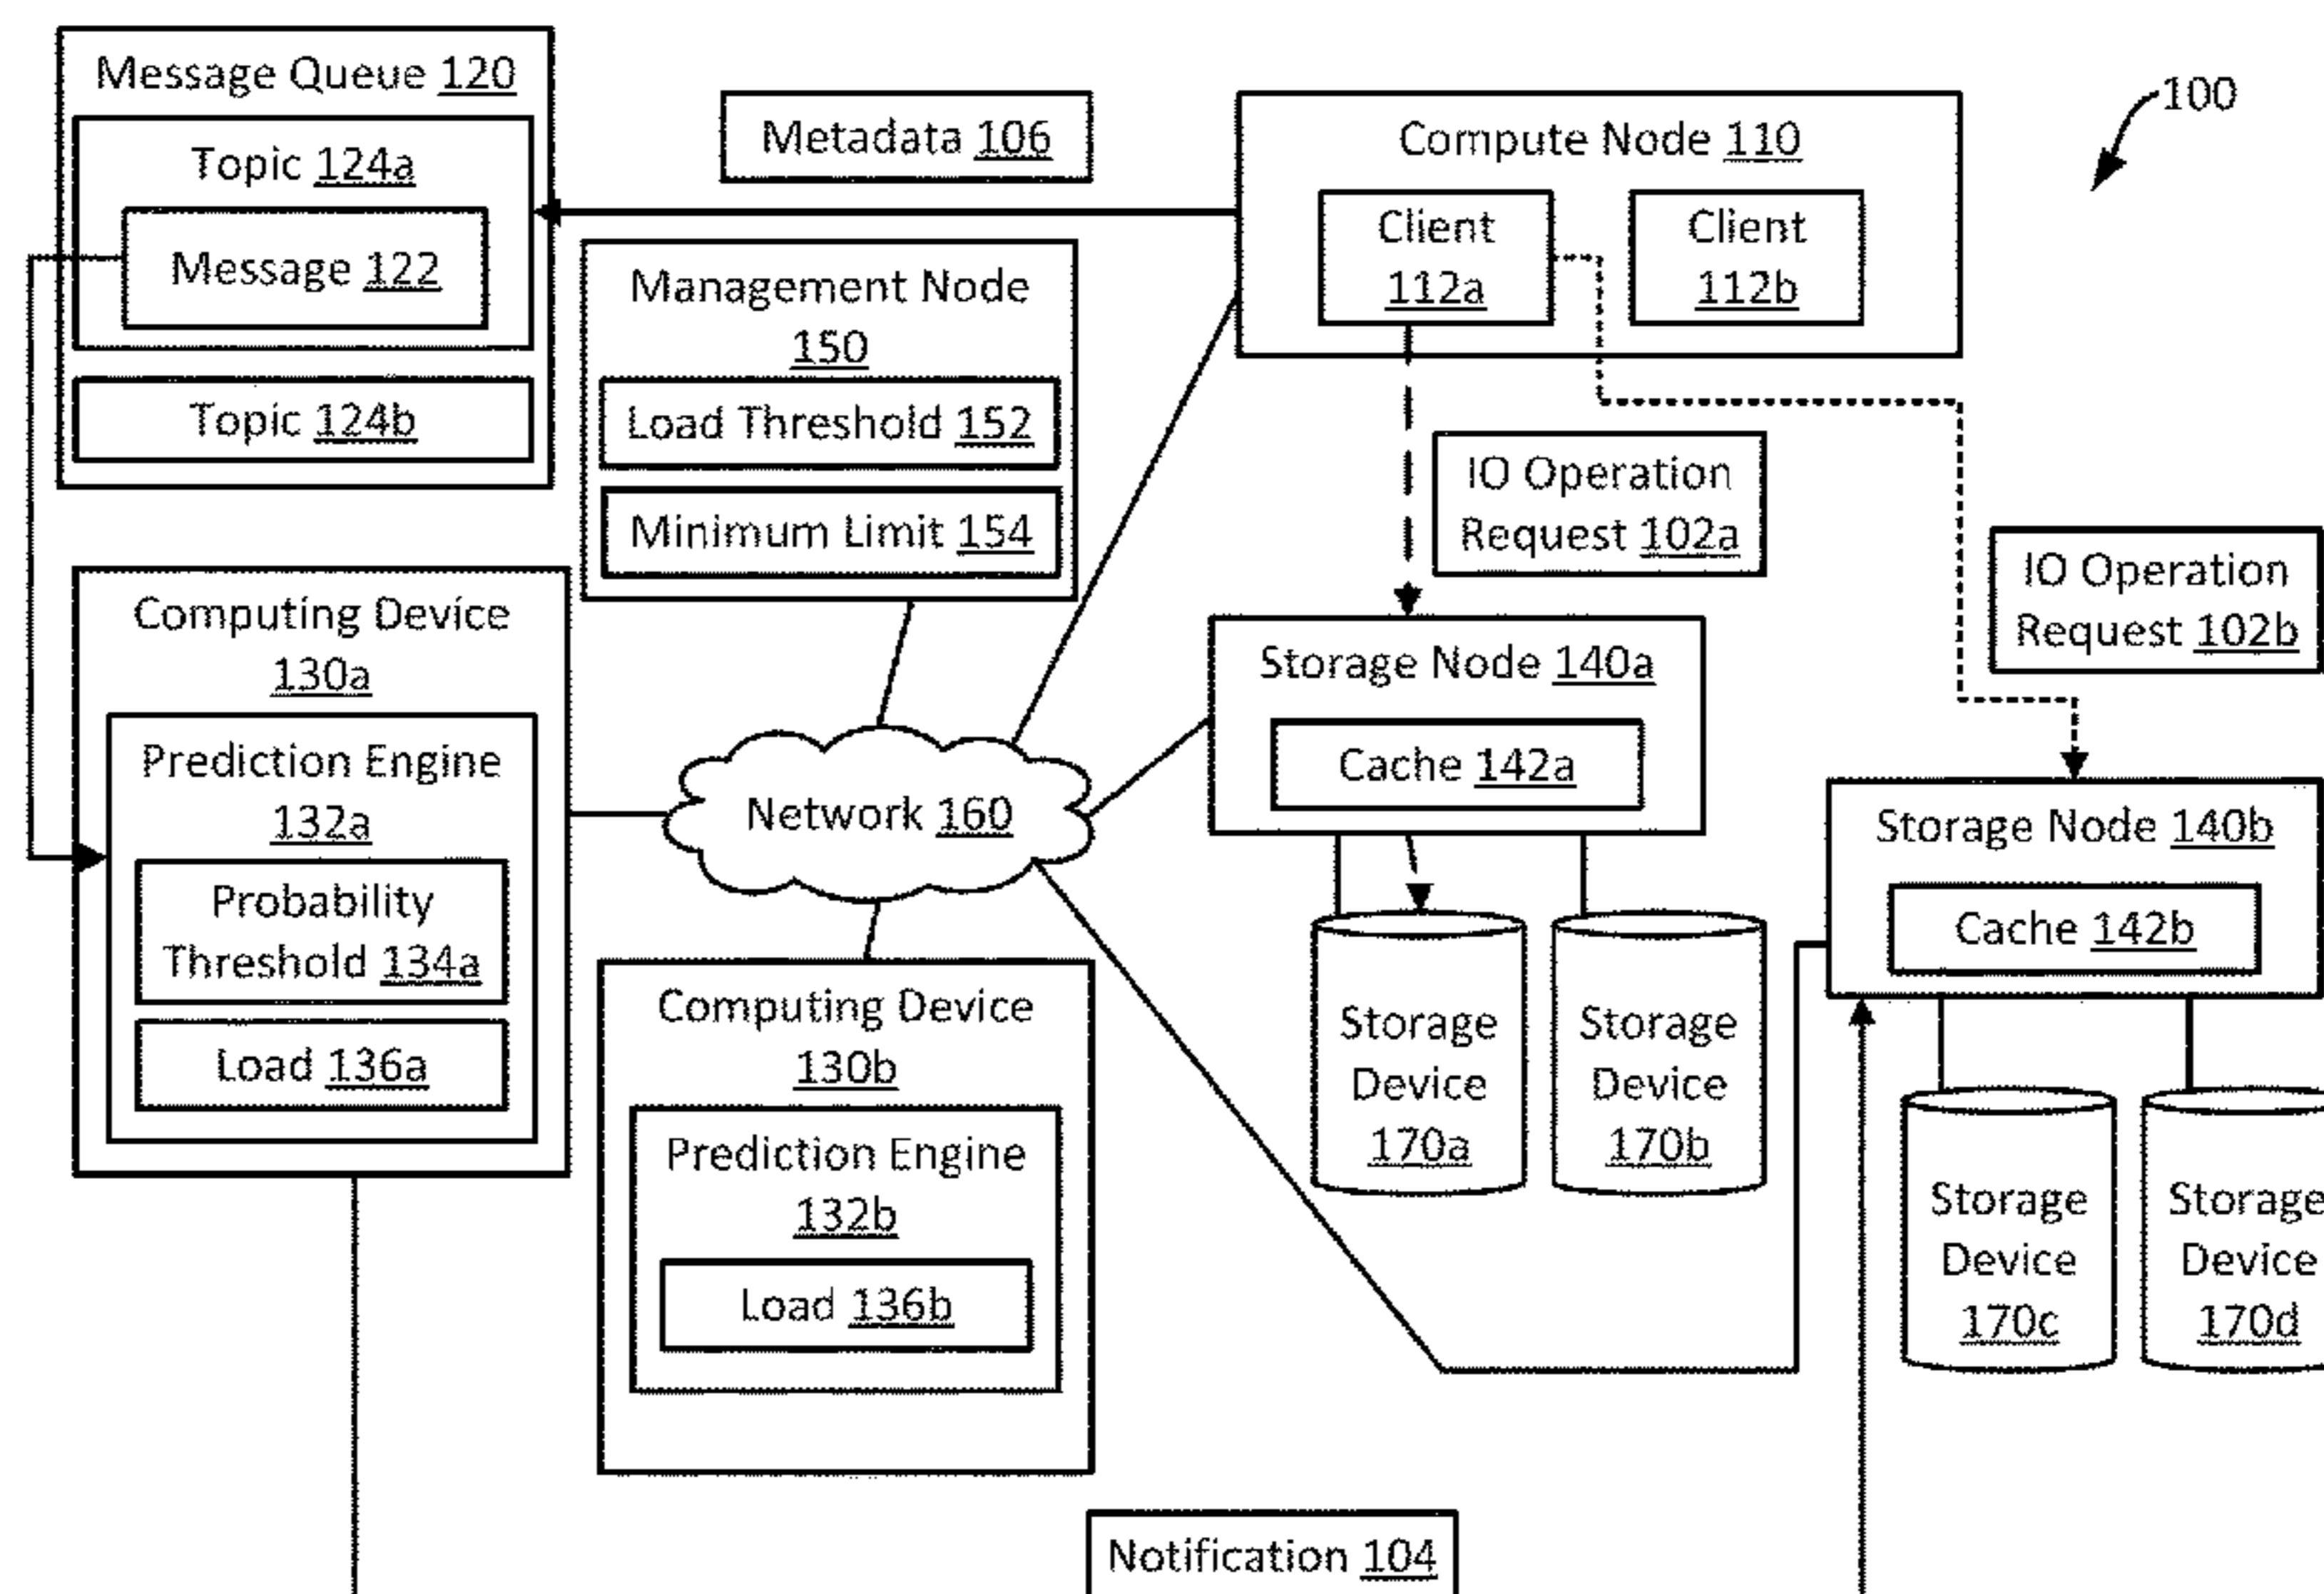 Message Queue 120
Topic 124a
Message 122
Topic 124b
Metadata 106
Compute Node 110
Client
112a
Client
112b
100
Management Node
150
Load Threshold 152
Minimum Limit 154
IO Operation
Request 102a
IO Operation
Request 102b
Computing Device
130a
Prediction Engine
132a
Probability
Threshold 134a
Load 136a
Network 160
Storage Node 140a
Cache 142a
Storage Node 140b
Cache 142b
Storage
Device
170a
Storage
Device
170b
Storage
Device
170c
Storage
Device
170d
Computing Device
130b
Prediction Engine
132b
Load 136b
Notification 104